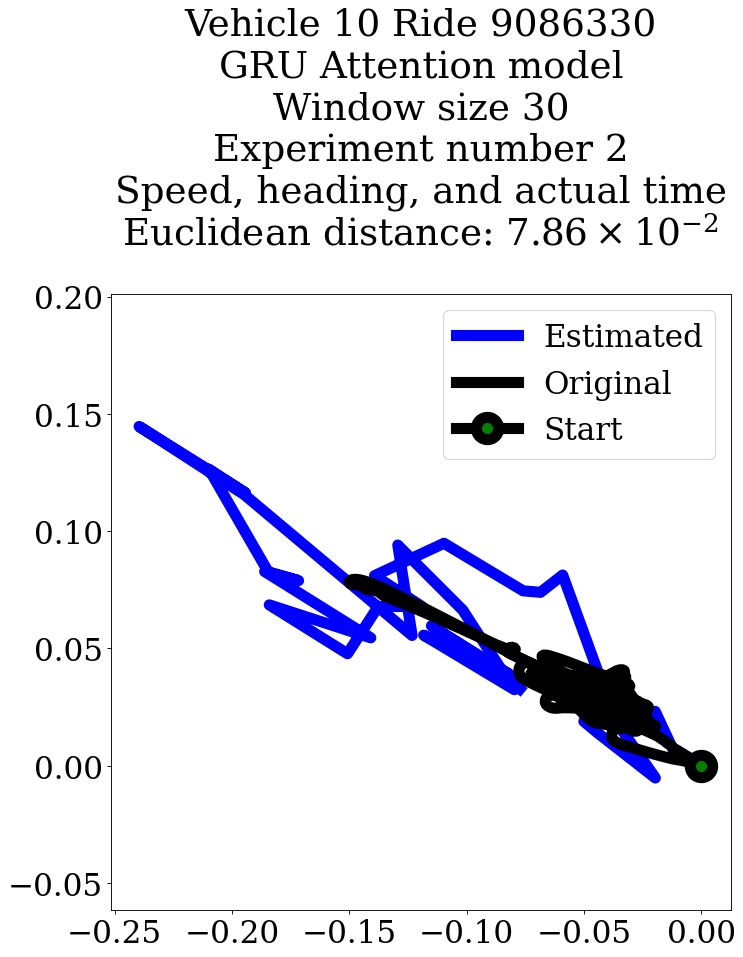 Vehicle 10 Ride 9086330
GRU Attention model
Window size 30
Experiment number 2
Speed, heading, and actual time
Euclidean distance: 7.86 × 10⁻²
Estimated
Original
Start
0.20
0.15
0.10
0.05
0.00
−0.05
−0.25 −0.20 −0.15 −0.10 −0.05 0.00